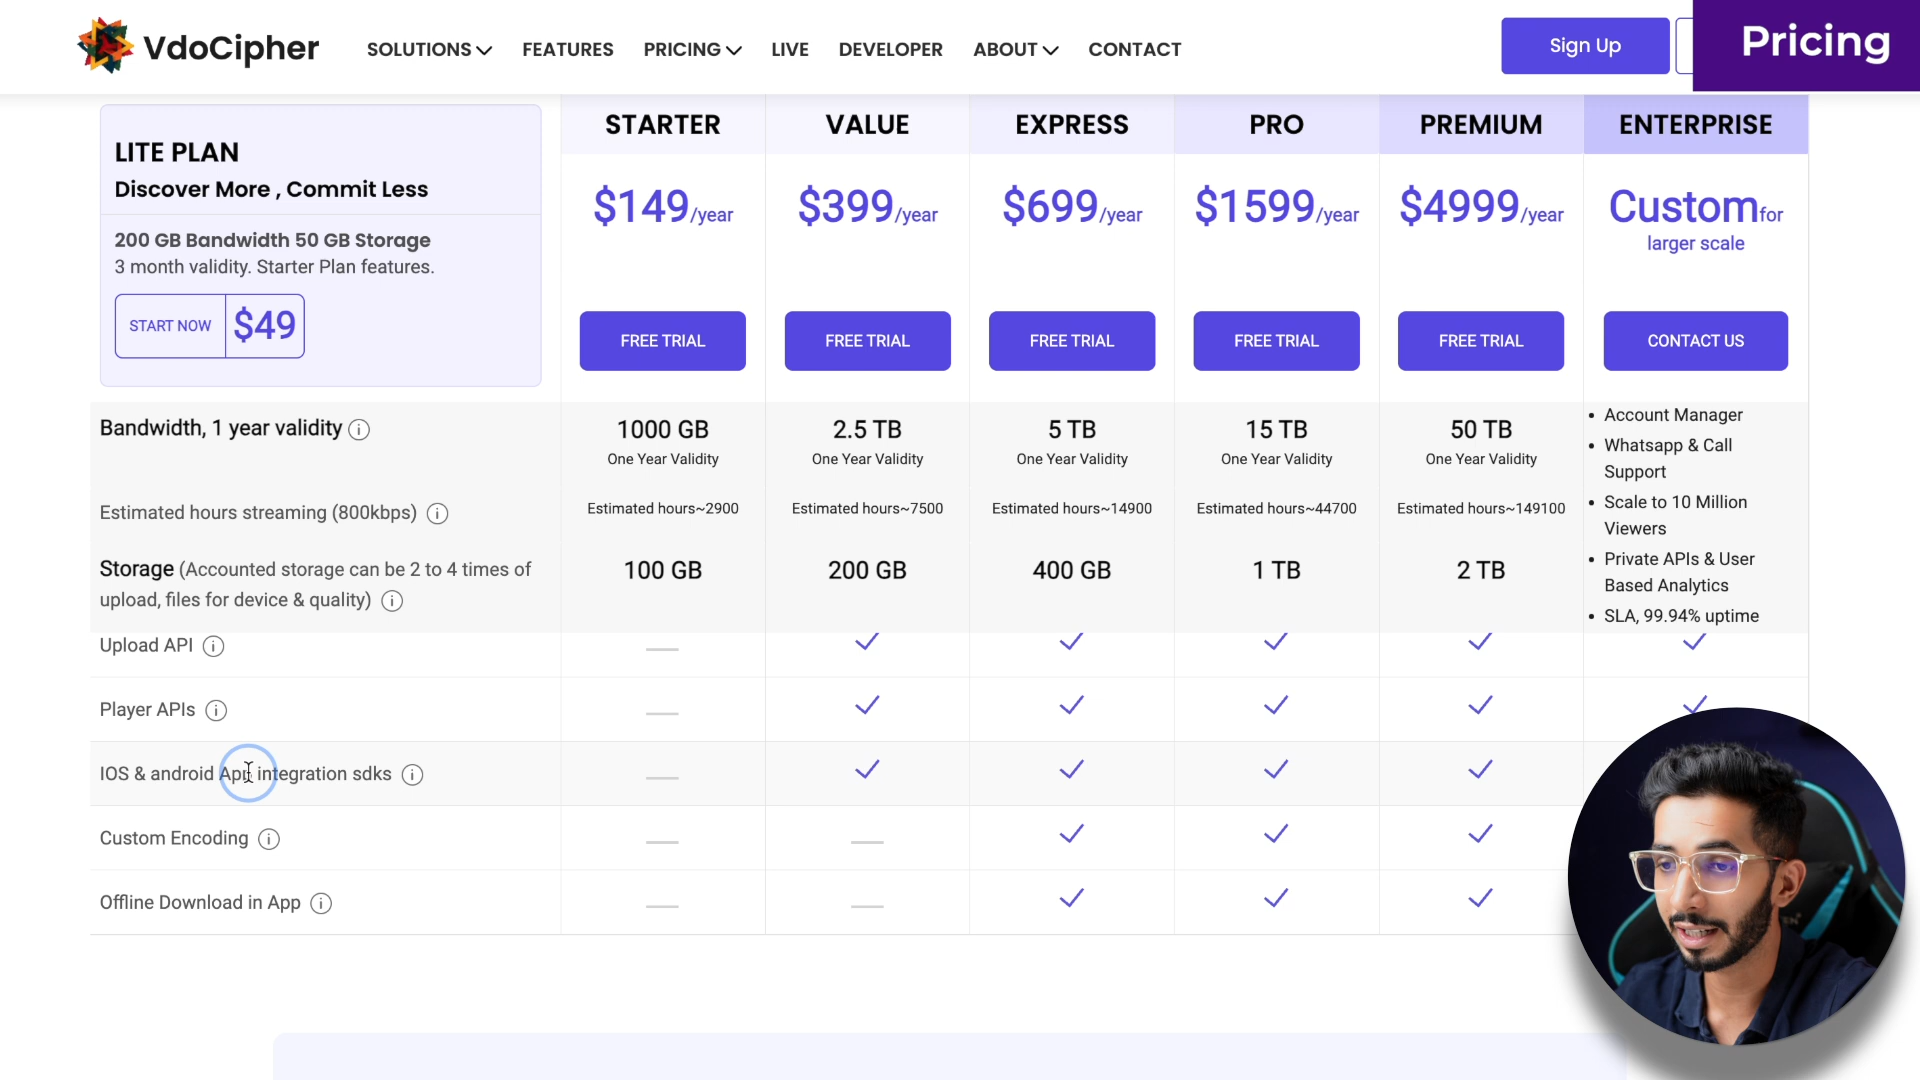 VdoCipher
SOLUTIONS FEATURES PRICING LIVE DEVELOPER ABOUT CONTACT
Sign Up
Pricing
LITE PLAN
Discover More , Commit Less
200 GB Bandwidth 50 GB Storage
3 month validity. Starter Plan features.
START NOW $49
STARTER VALUE EXPRESS PRO PREMIUM ENTERPRISE
$149/year $399/year $699/year $1599/year $4999/year Custom for
larger scale
FREE TRIAL FREE TRIAL FREE TRIAL FREE TRIAL FREE TRIAL CONTACT US
Bandwidth, 1 year validity 1000 GB 2.5 TB 5 TB 15 TB 50 TB
One Year Validity One Year Validity One Year Validity One Year Validity One Year Validity
Estimated hours streaming (800kbps) Estimated hours~2900 Estimated hours~7500 Estimated hours~14900 Estimated hours~44700 Estimated hours~149100
Storage (Accounted storage can be 2 to 4 times of
upload, files for device & quality) 100 GB 200 GB 400 GB 1 TB 2 TB
• Account Manager
• Whatsapp & Call
Support
• Scale to 10 Million
Viewers
• Private APIs & User
Based Analytics
• SLA, 99.94% uptime
Upload API
Player APIs
IOS & android App integration sdks
Custom Encoding
Offline Download in App